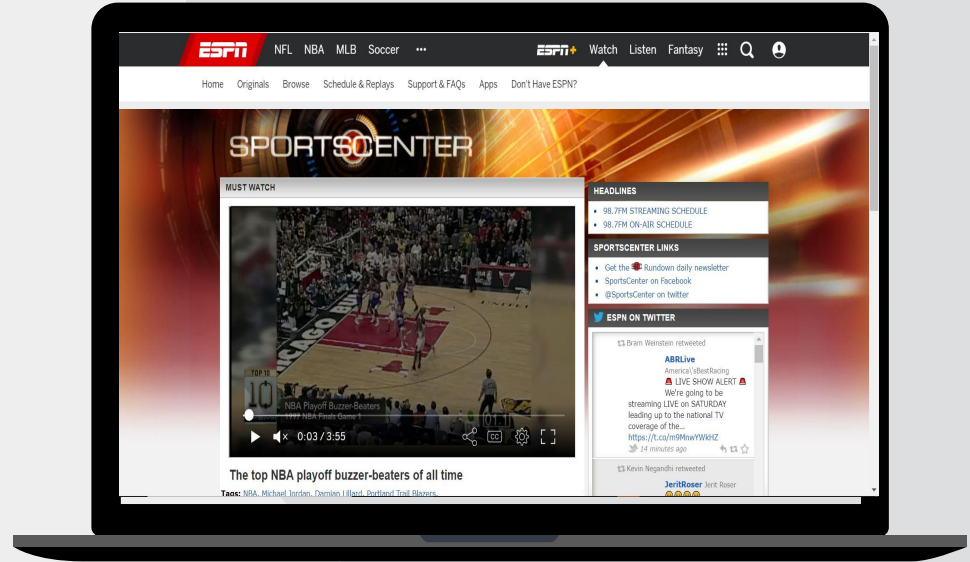 ESPN NFL NBA MLB Soccer ••• ESPN+ Watch Listen Fantasy
Home Originals Browse Schedule & Replays Support & FAQs Apps Don't Have ESPN?
SPORTSCENTER
MUST WATCH
CHICAGO BU
TOP 10
10
NBA Playoff Buzzer-Beaters
1997 NBA Finals Game 1
01.1
0:03 / 3:55
CC
The top NBA playoff buzzer-beaters of all time
Tags: NBA, Michael Jordan, Damian Lillard, Portland Trail Blazers,
HEADLINES
• 98.7FM STREAMING SCHEDULE
• 98.7FM ON-AIR SCHEDULE
SPORTSCENTER LINKS
• Get the Rundown daily newsletter
• SportsCenter on Facebook
• @SportsCenter on twitter
ESPN ON TWITTER
Bram Weinstein retweeted
ABRLive
America\'sBestRacing
🚨 LIVE SHOW ALERT 🚨
We're going to be
streaming LIVE on SATURDAY
leading up to the national TV
coverage of the...
https://t.co/m9MnwYWkHZ
14 minutes ago
Kevin Negandhi retweeted
JeritRoser Jerit Roser